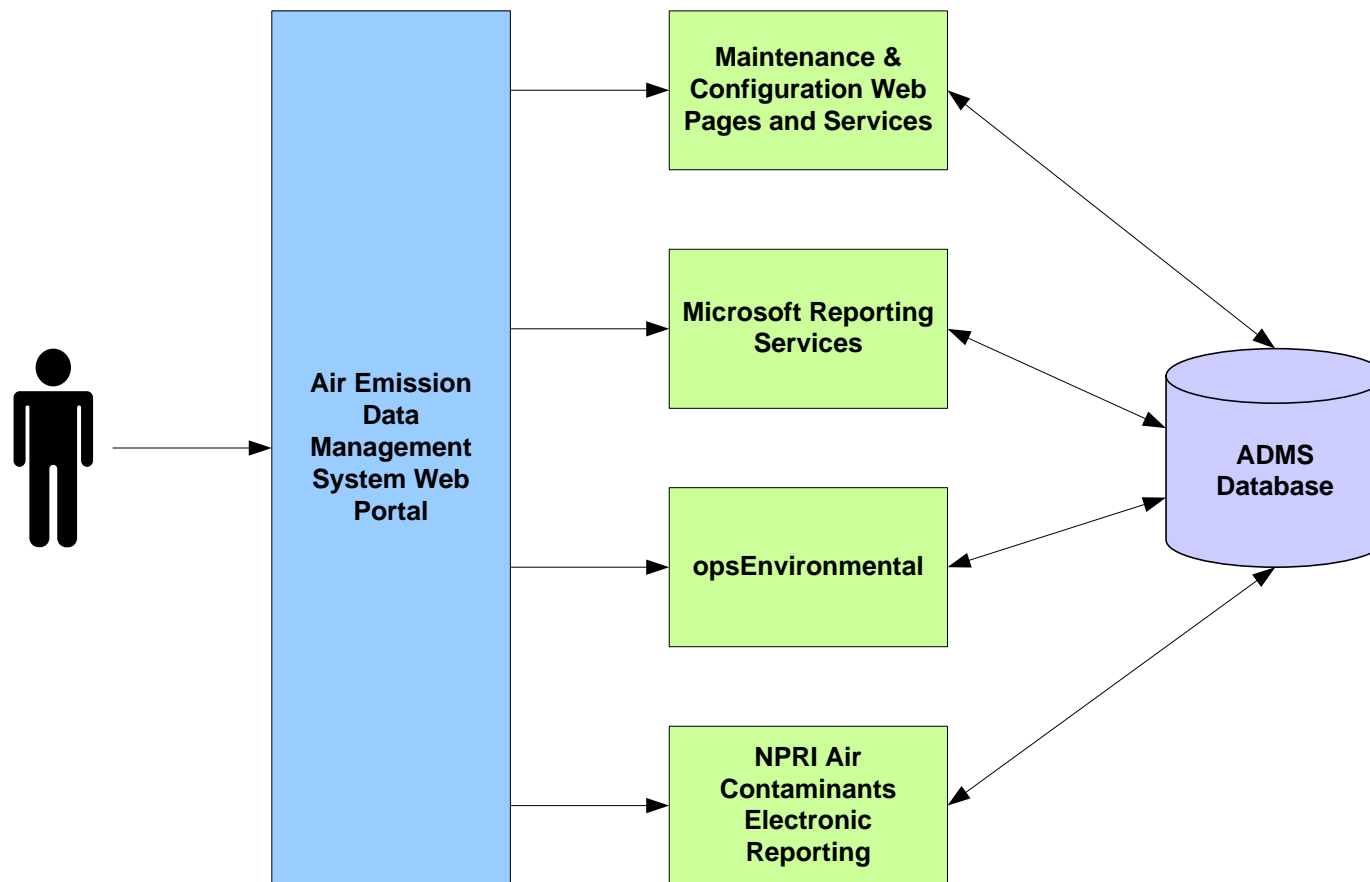 Maintenance &
Configuration Web
Pages and Services
Microsoft Reporting
Services
Air Emission
Data
Management
System Web
Portal
ADMS
Database
opsEnvironmental
NPRI Air
Contaminants
Electronic
Reporting